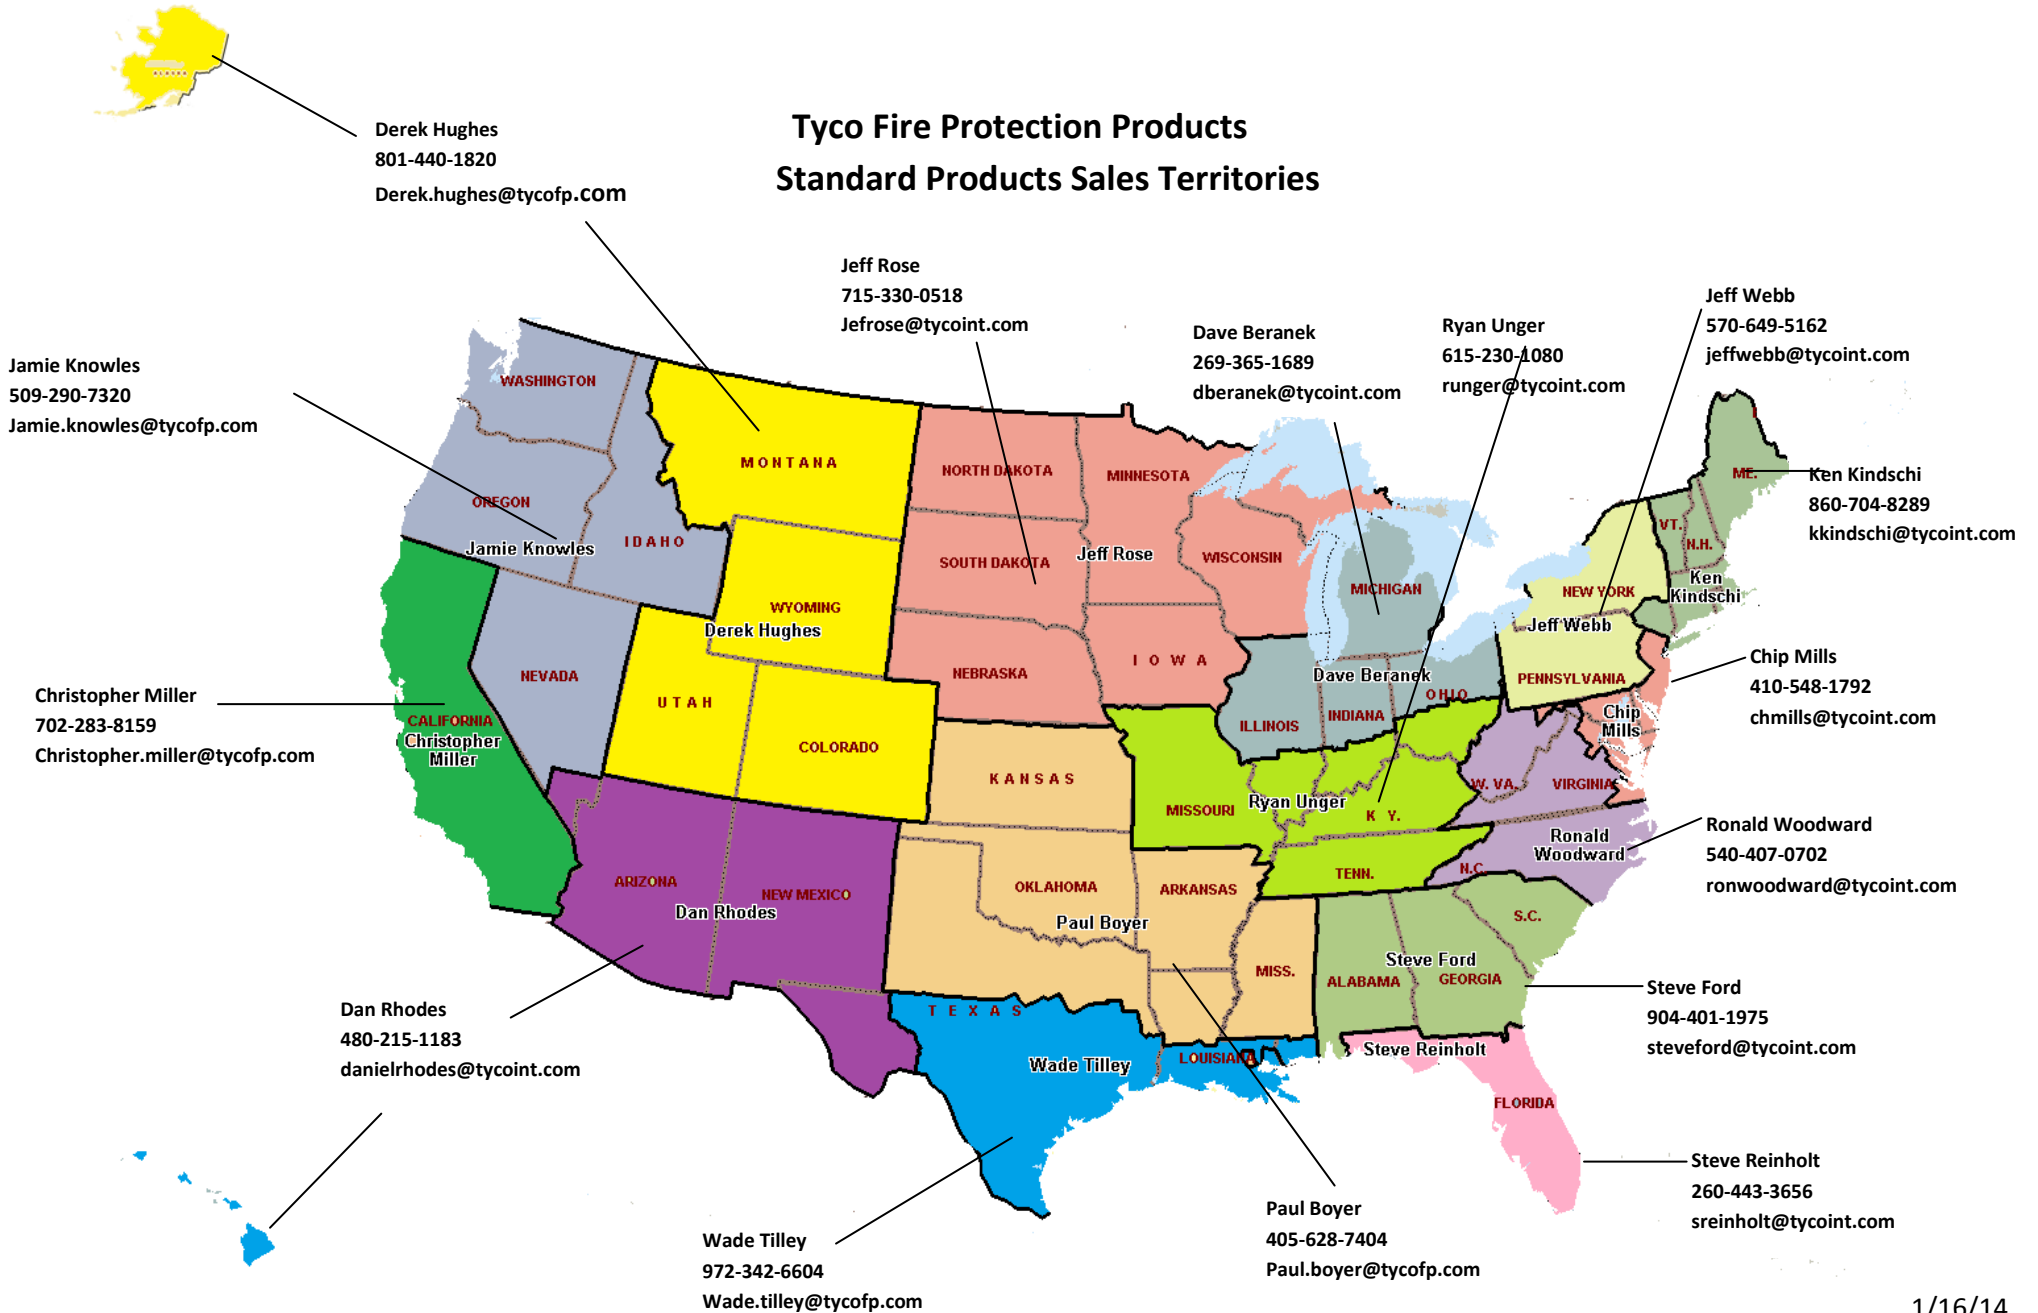 Tyco Fire Protection Products
Standard Products Sales Territories
Derek Hughes
801-440-1820
Derek.hughes@tycofp.com
Jeff Rose
715-330-0518
Jefrose@tycoint.com
Dave Beranek
269-365-1689
dberanek@tycoint.com
Ryan Unger
615-230-1080
runger@tycoint.com
Jeff Webb
570-649-5162
jeffwebb@tycoint.com
Jamie Knowles
509-290-7320
Jamie.knowles@tycofp.com
Ken Kindschi
860-704-8289
kkindschi@tycoint.com
Christopher Miller
702-283-8159
Christopher.miller@tycofp.com
Chip Mills
410-548-1792
chmills@tycoint.com
Ronald Woodward
540-407-0702
ronwoodward@tycoint.com
Dan Rhodes
480-215-1183
danielrhodes@tycoint.com
Steve Ford
904-401-1975
steveford@tycoint.com
Steve Reinholt
260-443-3656
sreinholt@tycoint.com
Wade Tilley
972-342-6604
Wade.tilley@tycofp.com
Paul Boyer
405-628-7404
Paul.boyer@tycofp.com
ALASKA
WASHINGTON
OREGON
IDAHO
Jamie Knowles
NEVADA
CALIFORNIA
Christopher
Miller
MONTANA
WYOMING
Derek Hughes
UTAH
COLORADO
ARIZONA
NEW MEXICO
Dan Rhodes
NORTH DAKOTA
MINNESOTA
SOUTH DAKOTA
Jeff Rose
WISCONSIN
NEBRASKA
IOWA
MICHIGAN
Dave Beranek
OHIO
ILLINOIS
INDIANA
KANSAS
MISSOURI
Ryan Unger
K Y.
TENN.
OKLAHOMA
ARKANSAS
Paul Boyer
MISS.
TEXAS
Wade Tilley
LOUISIANA
ME.
VT.
N.H.
Ken
Kindschi
NEW YORK
Jeff Webb
PENNSYLVANIA
Chip
Mills
W. VA.
VIRGINIA
Ronald
Woodward
N.C.
S.C.
Steve Ford
ALABAMA
GEORGIA
Steve Reinholt
FLORIDA
1/16/14